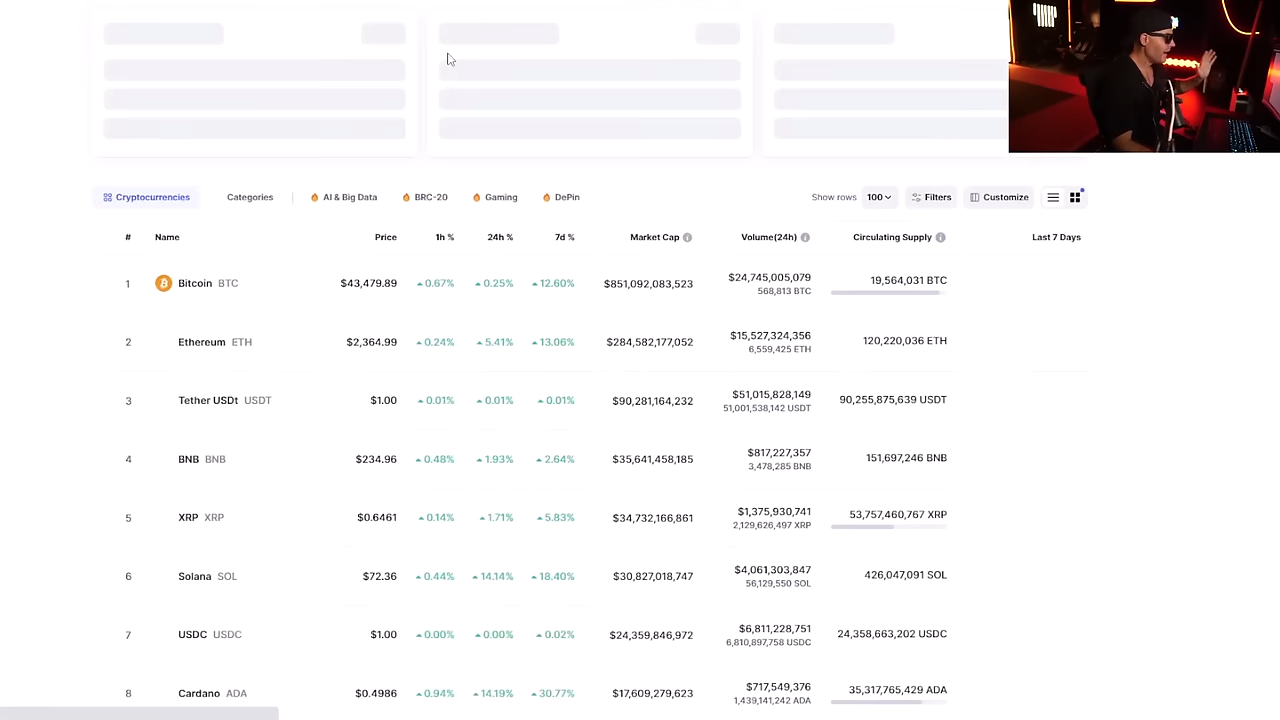 Cryptocurrencies Categories AI & Big Data BRC-20 Gaming DePin Show rows 100 Filters Customize
# Name Price 1h % 24h % 7d % Market Cap Volume(24h) Circulating Supply Last 7 Days
1 Bitcoin BTC $43,479.89 0.67% 0.25% 12.60% $851,092,083,523 $24,745,005,079 19,564,031 BTC
568,813 BTC
2 Ethereum ETH $2,364.99 0.24% 5.41% 13.06% $284,582,177,052 $15,527,324,356 120,220,036 ETH
6,559,425 ETH
3 Tether USDt USDT $1.00 0.01% 0.01% 0.01% $90,281,164,232 $51,015,828,149 90,255,875,639 USDT
51,001,538,142 USDT
4 BNB BNB $234.96 0.48% 1.93% 2.64% $35,641,458,185 $817,227,357 151,697,246 BNB
3,478,285 BNB
5 XRP XRP $0.6461 0.14% 1.71% 5.83% $34,732,166,861 $1,375,930,741 53,757,460,767 XRP
2,129,626,497 XRP
6 Solana SOL $72.36 0.44% 14.14% 18.40% $30,827,018,747 $4,061,303,847 426,047,091 SOL
56,129,550 SOL
7 USDC USDC $1.00 0.00% 0.00% 0.02% $24,359,846,972 $6,811,228,751 24,358,663,202 USDC
6,810,897,758 USDC
8 Cardano ADA $0.4986 0.94% 14.19% 30.77% $17,609,279,623 $717,549,376 35,317,765,429 ADA
1,439,141,242 ADA